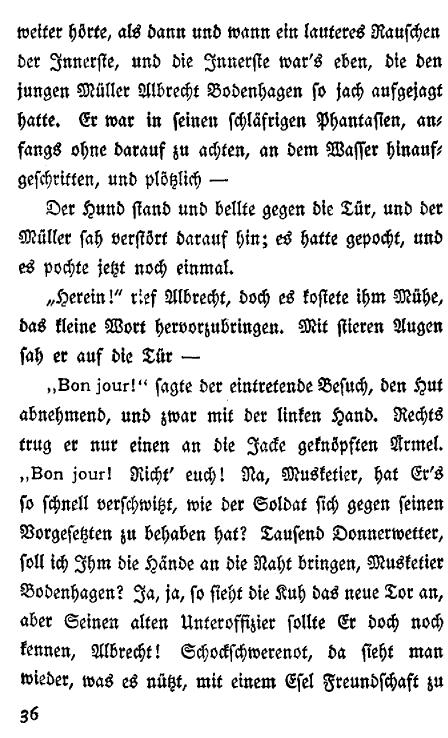 weiter hörte, als dann und wann ein lauteres Rauschen
der Innerste, und die Innerste war's eben, die den
jungen Müller Albrecht Bodenhagen so jach aufgejagt
hatte. Er war in seinen schläfrigen Phantasien, an-
fangs ohne darauf zu achten, an dem Wasser hinauf-
geschritten, und plötzlich —
Der Hund stand und bellte gegen die Tür, und der
Müller sah verstört darauf hin; es hatte gepocht, und
es pochte jetzt noch einmal.
„Herein!“ rief Albrecht, doch es kostete ihm Mühe,
das kleine Wort hervorzubringen. Mit stieren Augen
sah er auf die Tür —
„Bon jour!“ sagte der eintretende Besuch, den Hut
abnehmend, und zwar mit der linken Hand. Rechts
trug er nur einen an die Jacke geknöpften Ärmel.
„Bon jour! Richt' euch! Na, Musketier, hat Er's
so schnell verschwitzt, wie der Soldat sich gegen seinen
Vorgesetzten zu behaben hat? Tausend Donnerwetter,
soll ich Ihm die Hände an die Naht bringen, Musketier
Bodenhagen? Ja, ja, so sieht die Kuh das neue Tor an,
aber Seinen alten Unteroffizier sollte Er doch noch
kennen, Albrecht! Schockschwerenot, da sieht man
wieder, was es nützt, mit einem Esel Freundschaft zu
36